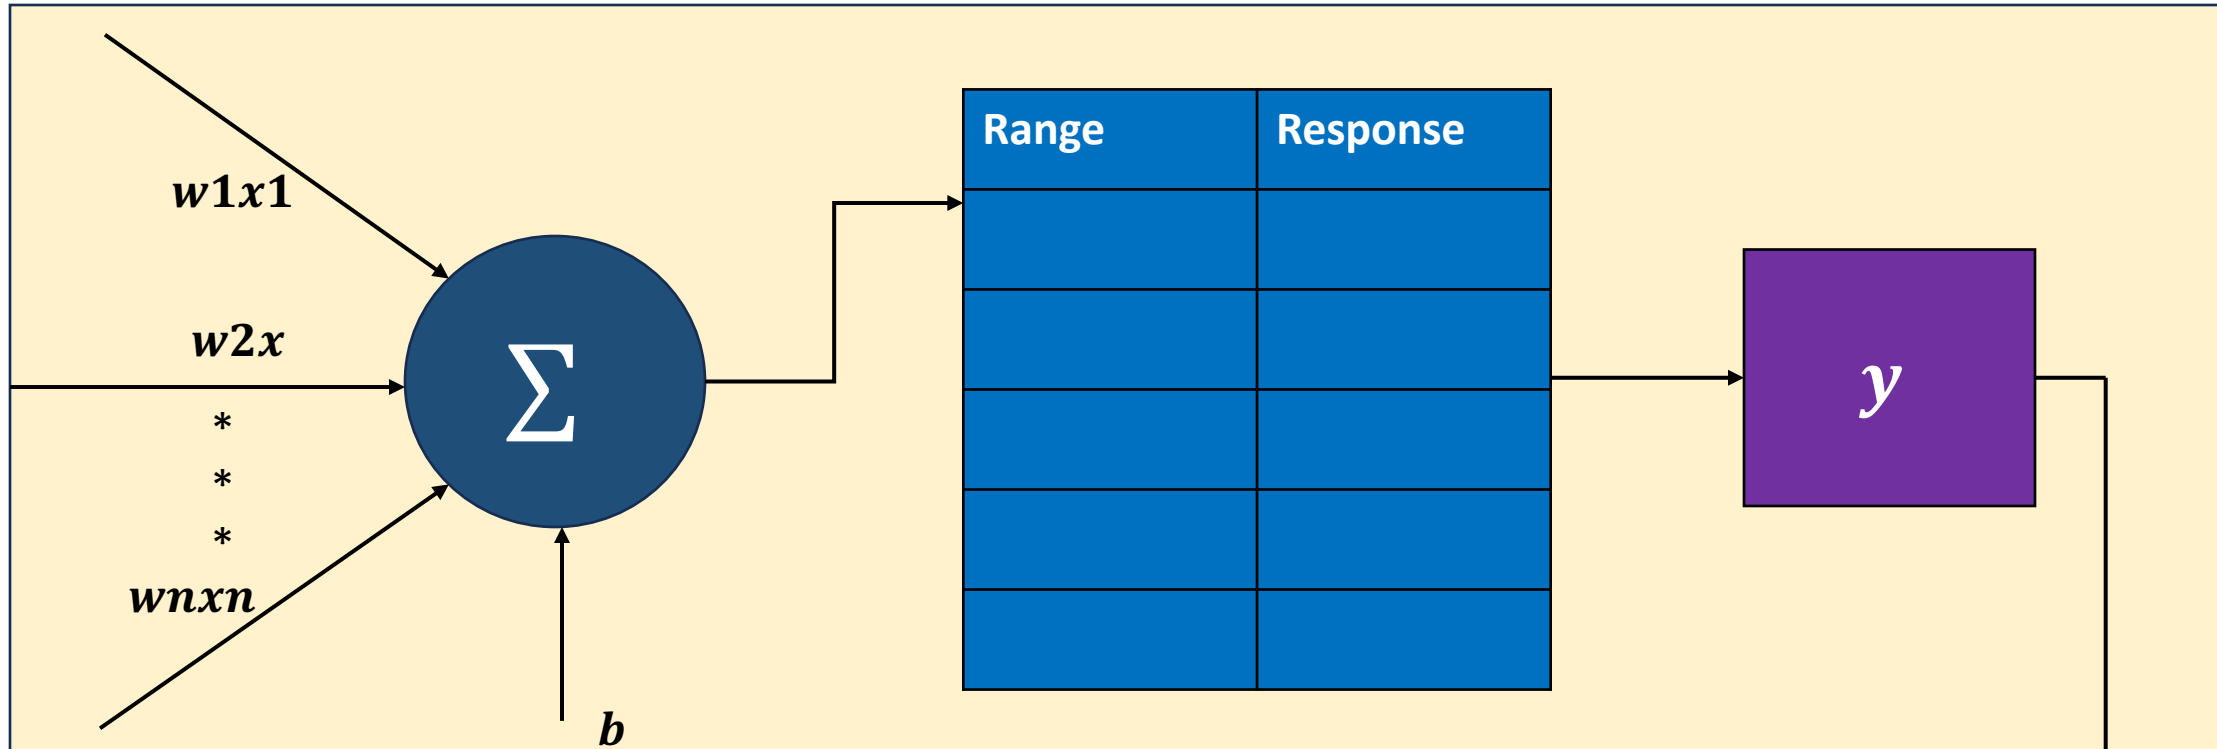 Range
Response
w1x1
w2x
Σ
y
*
*
*
wnxn
b